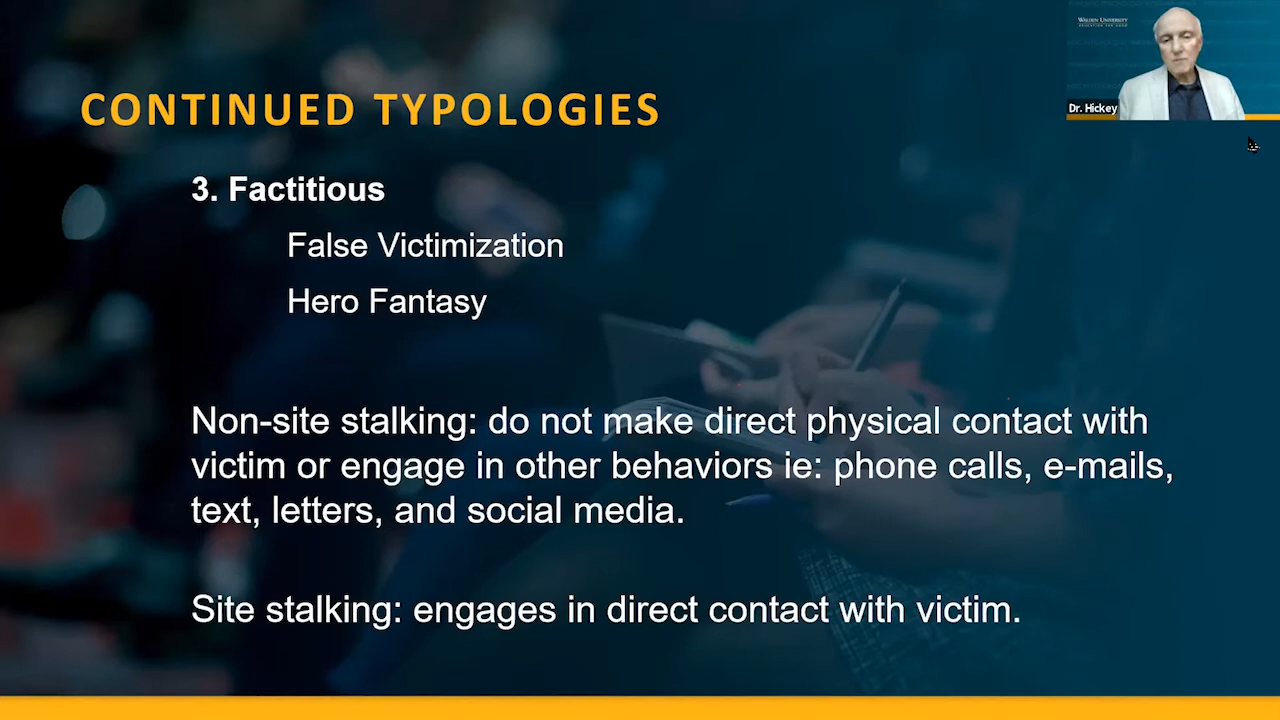 WALDEN UNIVERSITY
Dr. Hickey
CONTINUED TYPOLOGIES
3. Factitious
False Victimization
Hero Fantasy
Non-site stalking: do not make direct physical contact with
victim or engage in other behaviors ie: phone calls, e-mails,
text, letters, and social media.
Site stalking: engages in direct contact with victim.